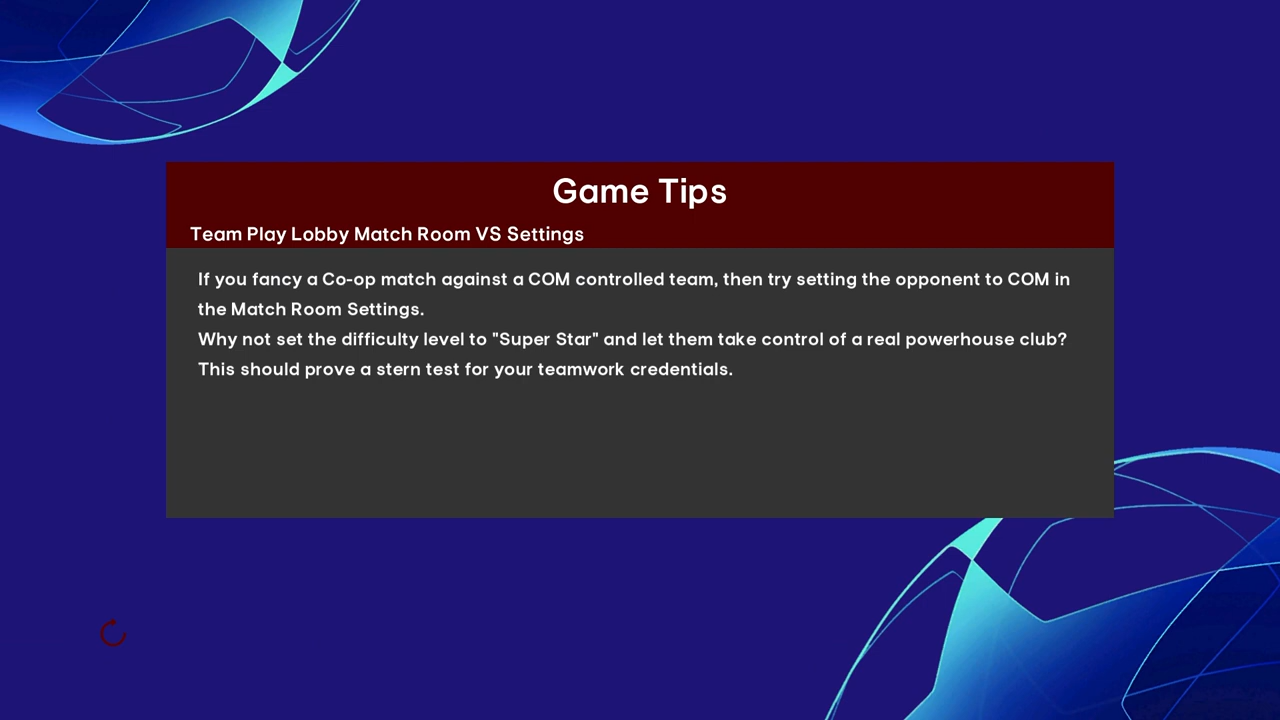 Game Tips
Team Play Lobby Match Room VS Settings
If you fancy a Co-op match against a COM controlled team, then try setting the opponent to COM in
the Match Room Settings.
Why not set the difficulty level to "Super Star" and let them take control of a real powerhouse club?
This should prove a stern test for your teamwork credentials.